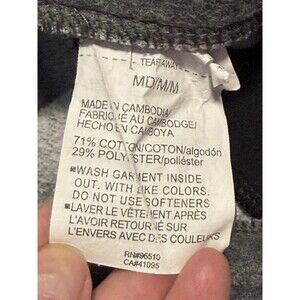 TEAR AWAY
MD/M/M
MADE IN CAMBODIA/
FABRIQUÉ AU CAMBODGE/
HECHO EN CAMBOYA
71% COTTON/COTON/algodón
29% POLYESTER/poliéster
▪WASH GARMENT INSIDE
OUT. WITH LIKE COLORS.
DO NOT USE SOFTENERS
▪LAVER LE VÊTEMENT APRÈS
L'AVOIR RETOURNÉ SUR
L'ENVERS AVEC DES COULEURS
RN#96510
CA#41095